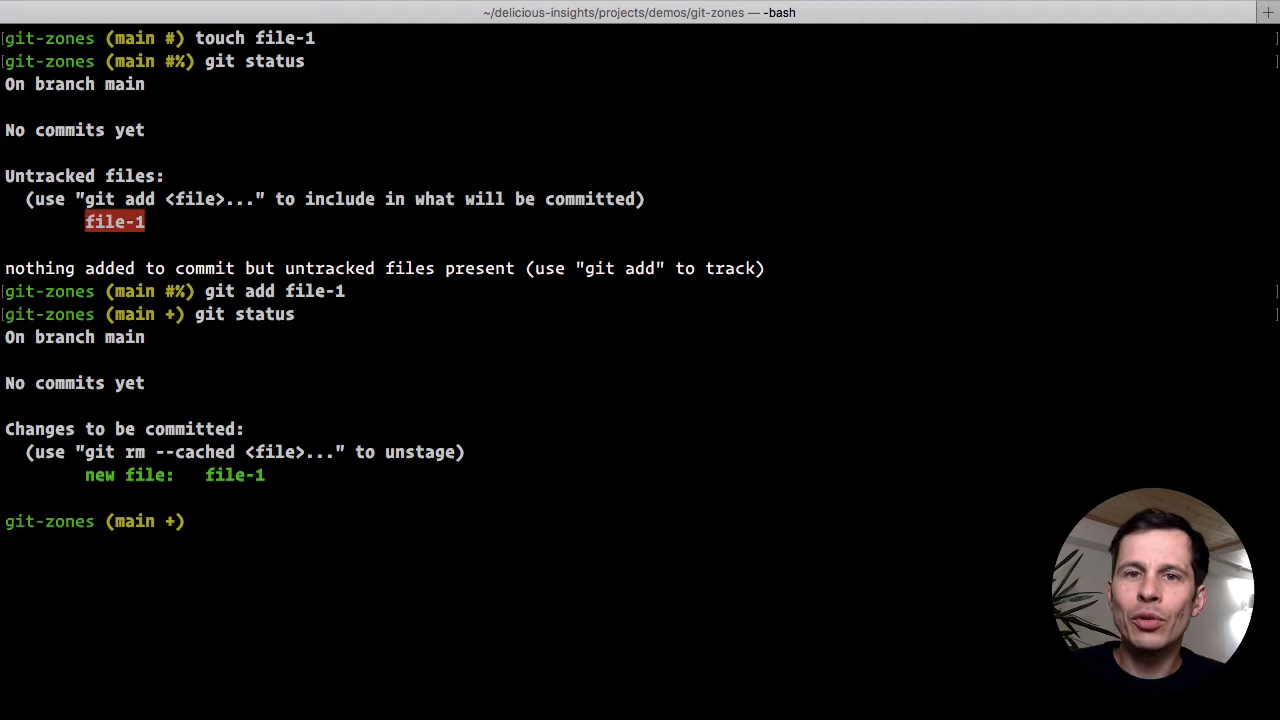 ~/delicious-insights/projects/demos/git-zones — -bash
git-zones (main #) touch file-1
git-zones (main #%) git status
On branch main
No commits yet
Untracked files:
(use "git add <file>..." to include in what will be committed)
file-1
nothing added to commit but untracked files present (use "git add" to track)
git-zones (main #%) git add file-1
git-zones (main +) git status
On branch main
No commits yet
Changes to be committed:
(use "git rm --cached <file>..." to unstage)
new file:   file-1
git-zones (main +)